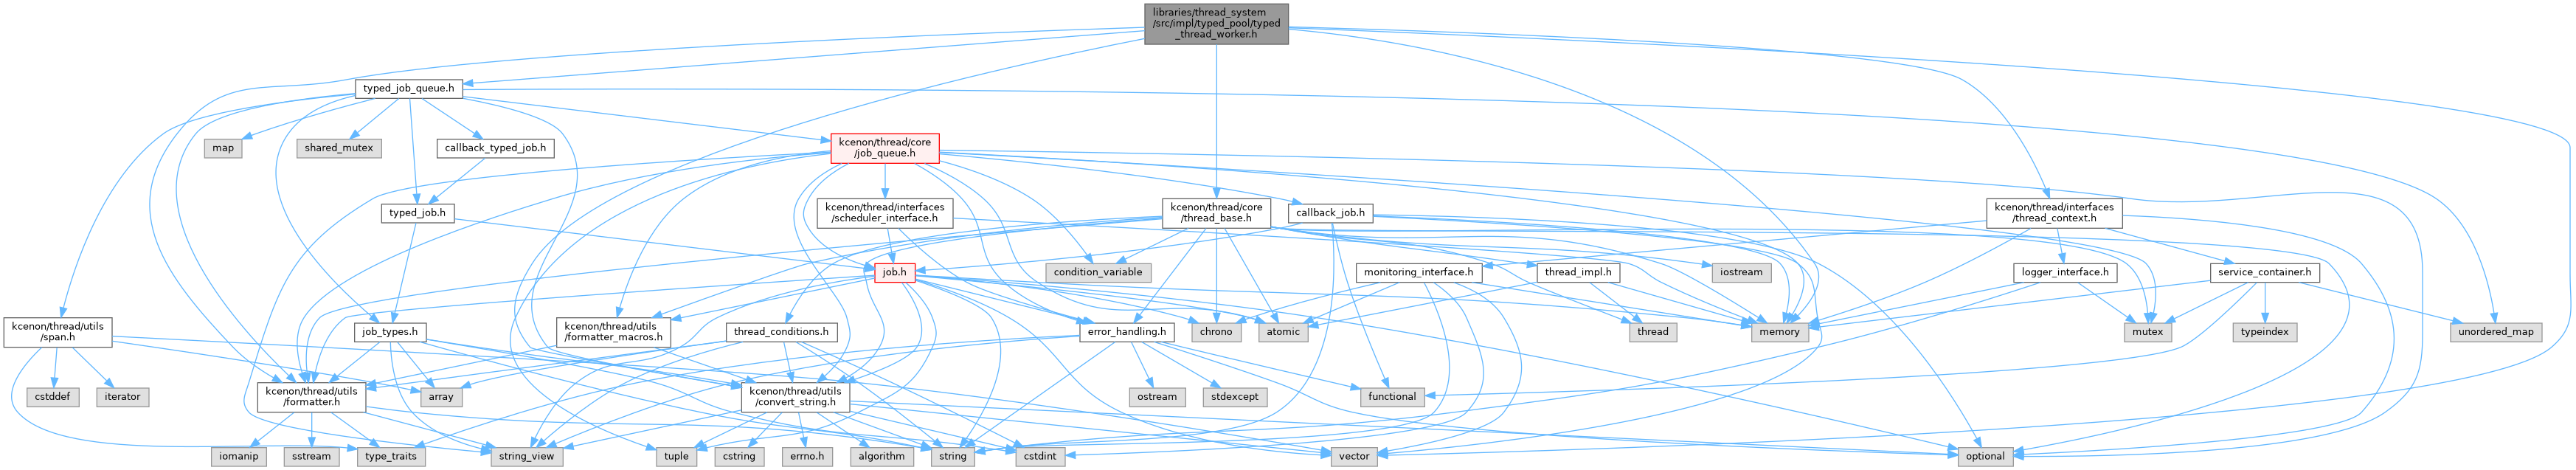 libraries/thread_system
/src/impl/typed_pool/typed
_thread_worker.h
typed_job_queue.h
map
shared_mutex
callback_typed_job.h
kcenon/thread/core
/job_queue.h
typed_job.h
kcenon/thread/interfaces
/scheduler_interface.h
kcenon/thread/core
/thread_base.h
callback_job.h
kcenon/thread/interfaces
/thread_context.h
condition_variable
job.h
monitoring_interface.h
thread_impl.h
iostream
logger_interface.h
service_container.h
kcenon/thread/utils
/span.h
job_types.h
kcenon/thread/utils
/formatter_macros.h
thread_conditions.h
error_handling.h
chrono
atomic
thread
memory
mutex
typeindex
unordered_map
cstddef
iterator
kcenon/thread/utils
/formatter.h
array
kcenon/thread/utils
/convert_string.h
ostream
stdexcept
functional
iomanip
sstream
type_traits
string_view
tuple
cstring
errno.h
algorithm
string
cstdint
vector
optional